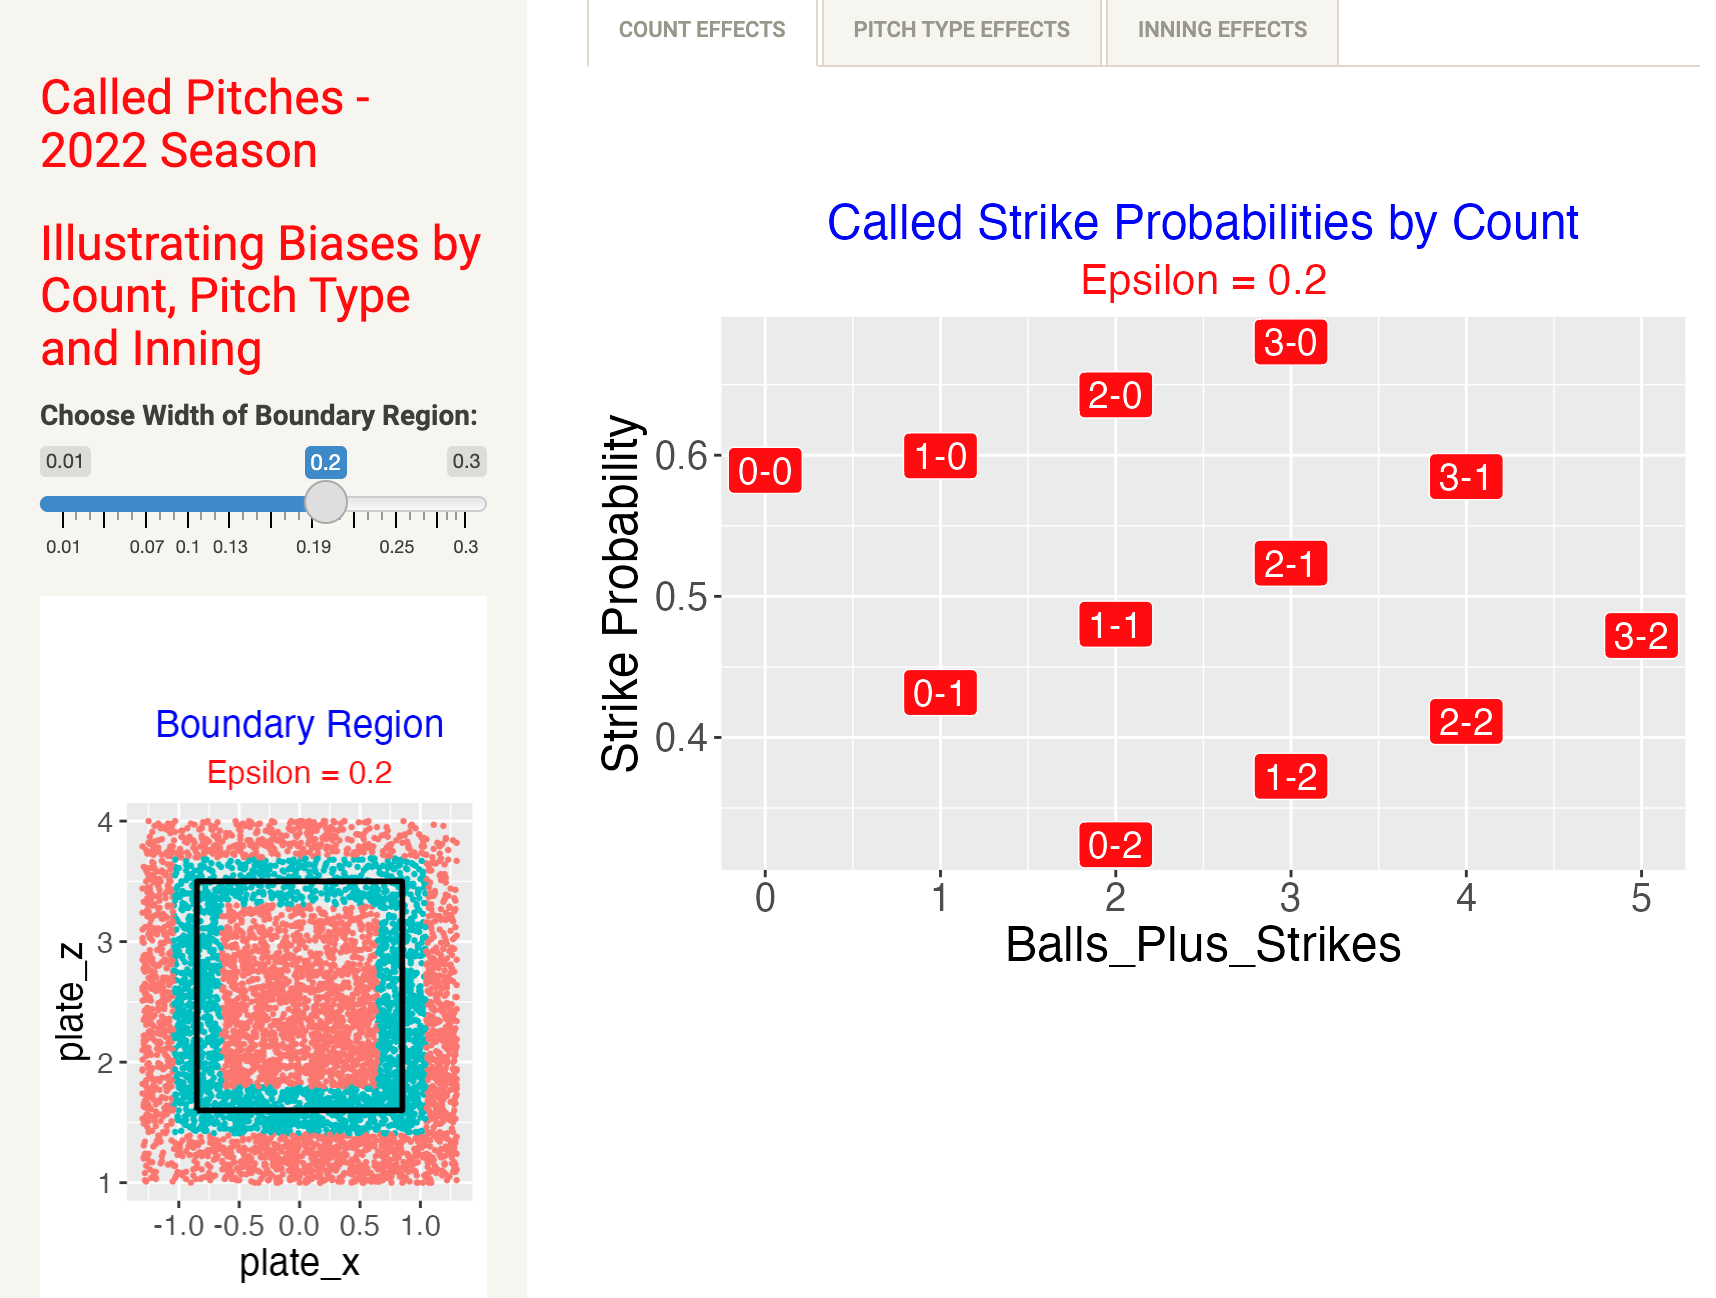 COUNT EFFECTS
PITCH TYPE EFFECTS
INNING EFFECTS
Called Pitches -
2022 Season
Illustrating Biases by
Count, Pitch Type
and Inning
Choose Width of Boundary Region:
0.01
0.2
0.3
0.01 0.07 0.1 0.13 0.19 0.25 0.3
Boundary Region
Epsilon = 0.2
plate_z
4
3
2
1
-1.0 -0.5 0.0 0.5 1.0
plate_x
Called Strike Probabilities by Count
Epsilon = 0.2
Strike Probability
0.6
0.5
0.4
3-0
2-0
1-0
0-0
3-1
2-1
1-1
3-2
0-1
2-2
1-2
0-2
0 1 2 3 4 5
Balls_Plus_Strikes